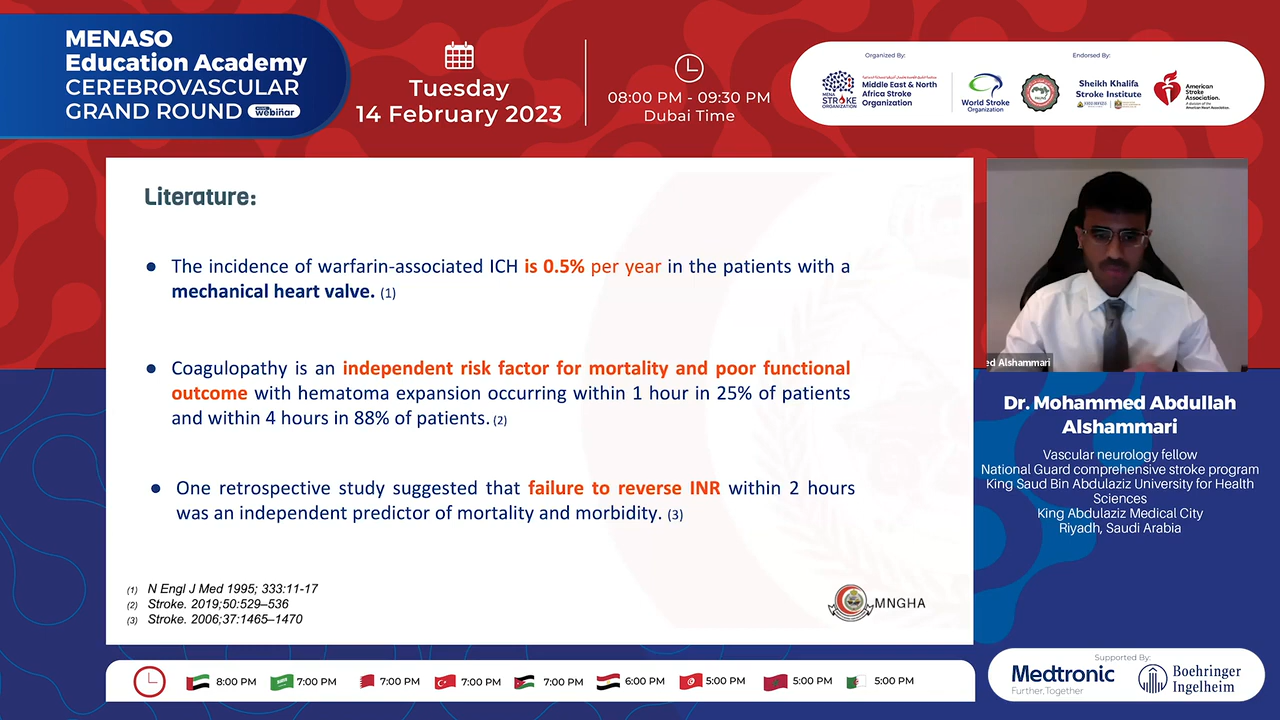 MENASO
Education Academy
CEREBROVASCULAR
GRAND ROUND webinar
Tuesday
14 February 2023
08:00 PM - 09:30 PM
Dubai Time
Organized By:
Endorsed By:
MENA
STROKE
ORGANIZATION
Middle East & North
Africa Stroke
Organization
World Stroke
Organization
Sheikh Khalifa
Stroke Institute
American
Stroke
Association.
A division of the
American Heart Association.
Literature:
● The incidence of warfarin-associated ICH is 0.5% per year in the patients with a
mechanical heart valve. (1)
● Coagulopathy is an independent risk factor for mortality and poor functional
outcome with hematoma expansion occurring within 1 hour in 25% of patients
and within 4 hours in 88% of patients. (2)
● One retrospective study suggested that failure to reverse INR within 2 hours
was an independent predictor of mortality and morbidity. (3)
(1) N Engl J Med 1995; 333:11-17
(2) Stroke. 2019;50:529–536
(3) Stroke. 2006;37:1465–1470
MNGHA
ed Alshammari
Dr. Mohammed Abdullah
Alshammari
Vascular neurology fellow
National Guard comprehensive stroke program
King Saud Bin Abdulaziz University for Health
Sciences
King Abdulaziz Medical City
Riyadh, Saudi Arabia
8:00 PM 7:00 PM 7:00 PM 7:00 PM 7:00 PM 6:00 PM 5:00 PM 5:00 PM 5:00 PM
Supported By:
Medtronic
Further, Together
Boehringer
Ingelheim